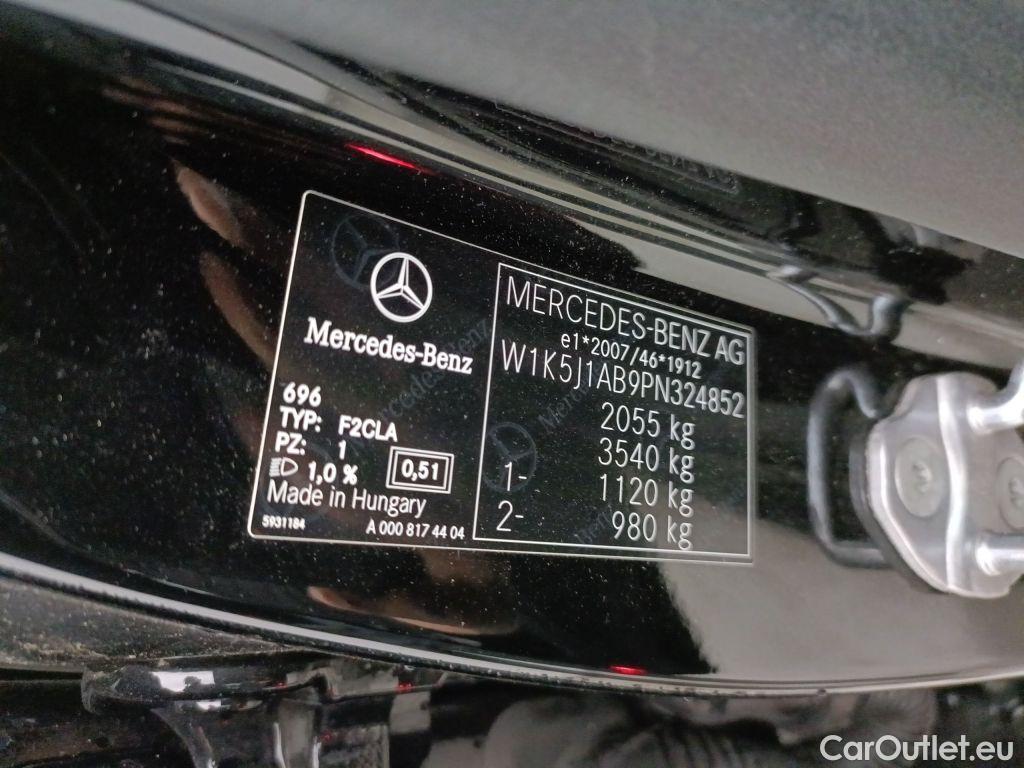 Mercedes-Benz
696
TYP: F2CLA
PZ: 1
1,0 %
0,51
Made in Hungary
5931184
A 000 817 44 04
MERCEDES-BENZ AG
e1*2007/46*1912
W1K5J1AB9PN324852
2055 kg
3540 kg
1- 1120 kg
2- 980 kg
CarOutlet.eu